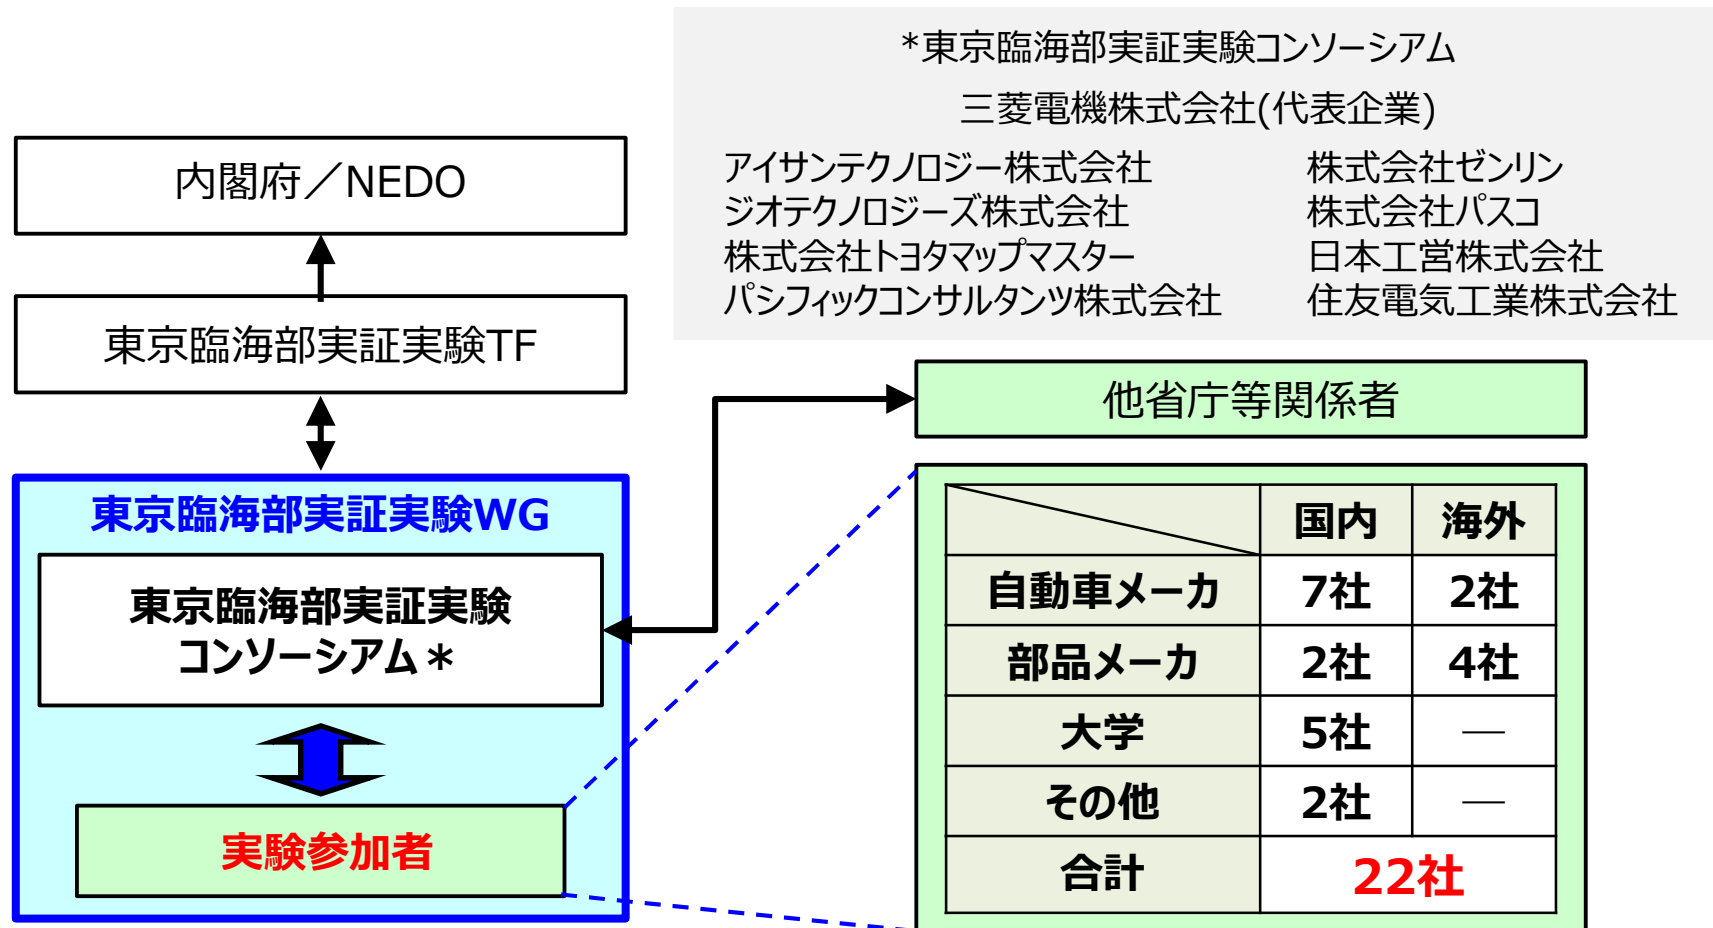 *東京臨海部実証実験コンソーシアム
三菱電機株式会社(代表企業)
アイサンテクノロジー株式会社 株式会社ゼンリン
ジオテクノロジーズ株式会社 株式会社パスコ
株式会社トヨタマップマスター 日本工営株式会社
パシフィックコンサルタンツ株式会社 住友電気工業株式会社
内閣府／NEDO
東京臨海部実証実験TF
東京臨海部実証実験WG
東京臨海部実証実験
コンソーシアム＊
実験参加者
他省庁等関係者
国内 海外
自動車メーカ 7社 2社
部品メーカ 2社 4社
大学 5社 ―
その他 2社 ―
合計 22社